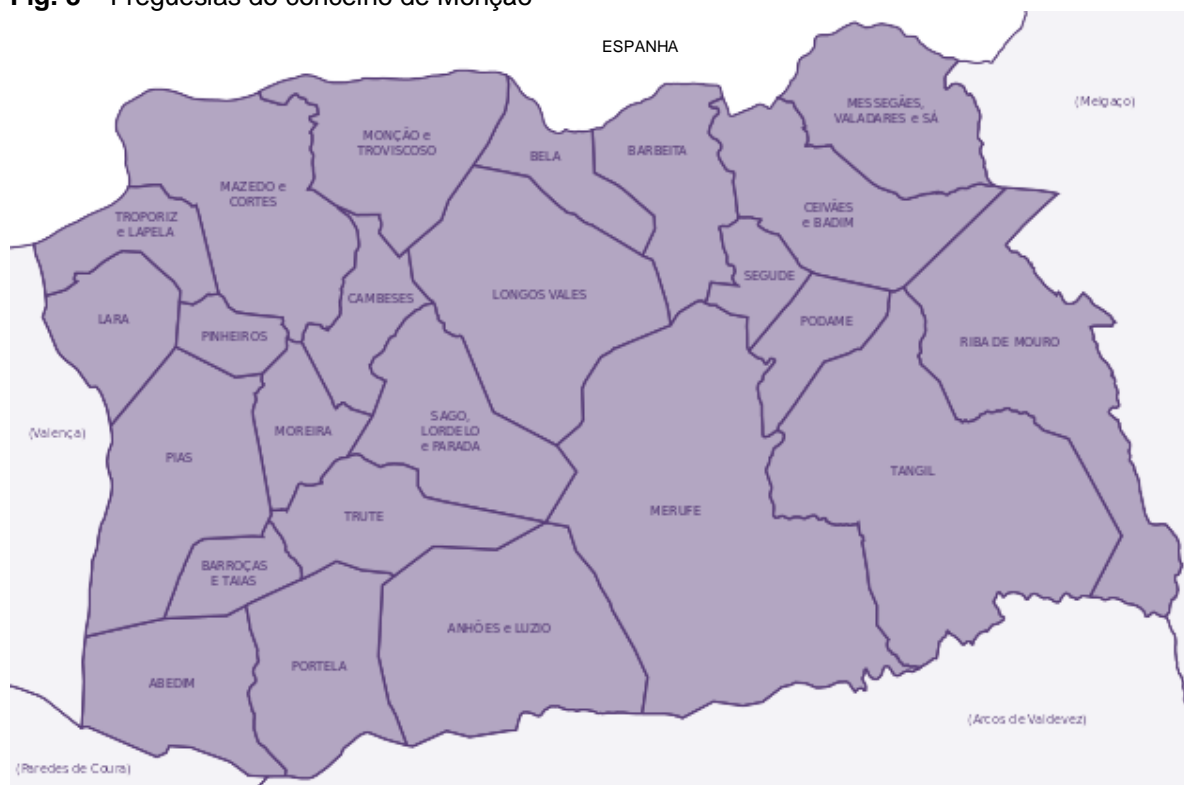 Fig. 3 – Freguesias do concelho de Monção
ESPANHA
MESSEGÃES,
VALADARES e SÁ
(Melgaço)
MONÇÃO e
TROVISCOSO
BELA
BARBEITA
MAZEDO e
CORTES
CEIVÃES
e BADIM
TROPORIZ
e LAPELA
SEGUDE
CAMBESES
LONGOS VALES
LARA
PODAME
PINHEIROS
RIBA DE MOURO
SAGO,
LORDELO
e PARADA
(Valença)
MOREIRA
PIAS
TANGIL
MERUFE
TRUTE
BARROÇAS
E TAIAS
ANHÕES e LUZIO
PORTELA
ABEDIM
(Arcos de Valdevez)
(Paredes de Coura)